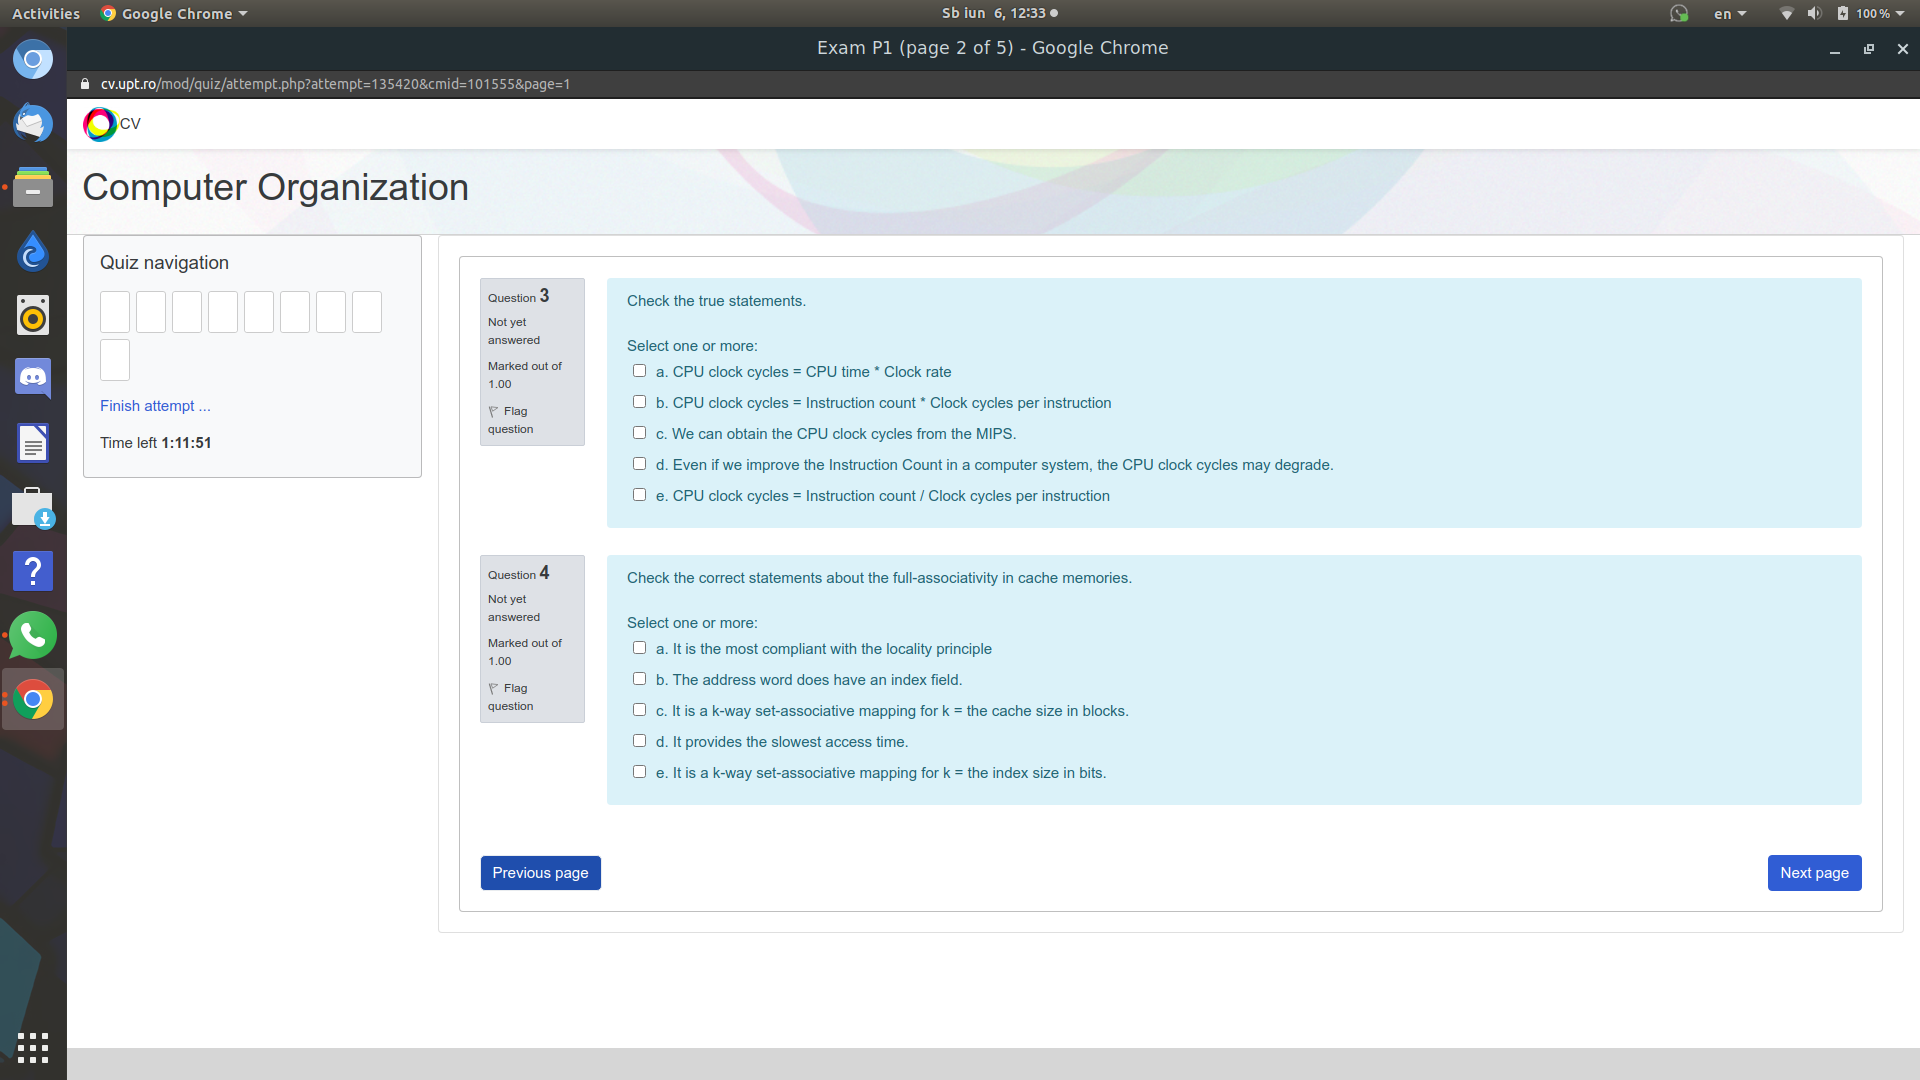 Activities
Google Chrome
Sb iun 6, 12:33
en
100 %
Exam P1 (page 2 of 5) - Google Chrome
cv.upt.ro/mod/quiz/attempt.php?attempt=135420&cmid=101555&page=1
CV
Computer Organization
Quiz navigation
Finish attempt ...
Time left 1:11:51
Question 3
Not yet
answered
Marked out of
1.00
Flag
question
Check the true statements.
Select one or more:
a. CPU clock cycles = CPU time * Clock rate
b. CPU clock cycles = Instruction count * Clock cycles per instruction
c. We can obtain the CPU clock cycles from the MIPS.
d. Even if we improve the Instruction Count in a computer system, the CPU clock cycles may degrade.
e. CPU clock cycles = Instruction count / Clock cycles per instruction
Question 4
Not yet
answered
Marked out of
1.00
Flag
question
Check the correct statements about the full-associativity in cache memories.
Select one or more:
a. It is the most compliant with the locality principle
b. The address word does have an index field.
c. It is a k-way set-associative mapping for k = the cache size in blocks.
d. It provides the slowest access time.
e. It is a k-way set-associative mapping for k = the index size in bits.
Previous page
Next page